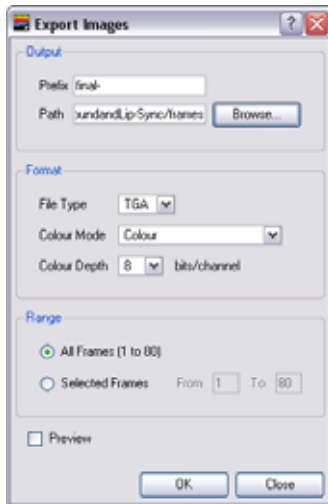 Export Images
Output
Prefix final-
Path oundandLip-Sync/frames Browse...
Format
File Type TGA
Colour Mode Colour
Colour Depth 8 bits/channel
Range
All Frames (1 to 80)
Selected Frames From 1 To 80
Preview
OK Close